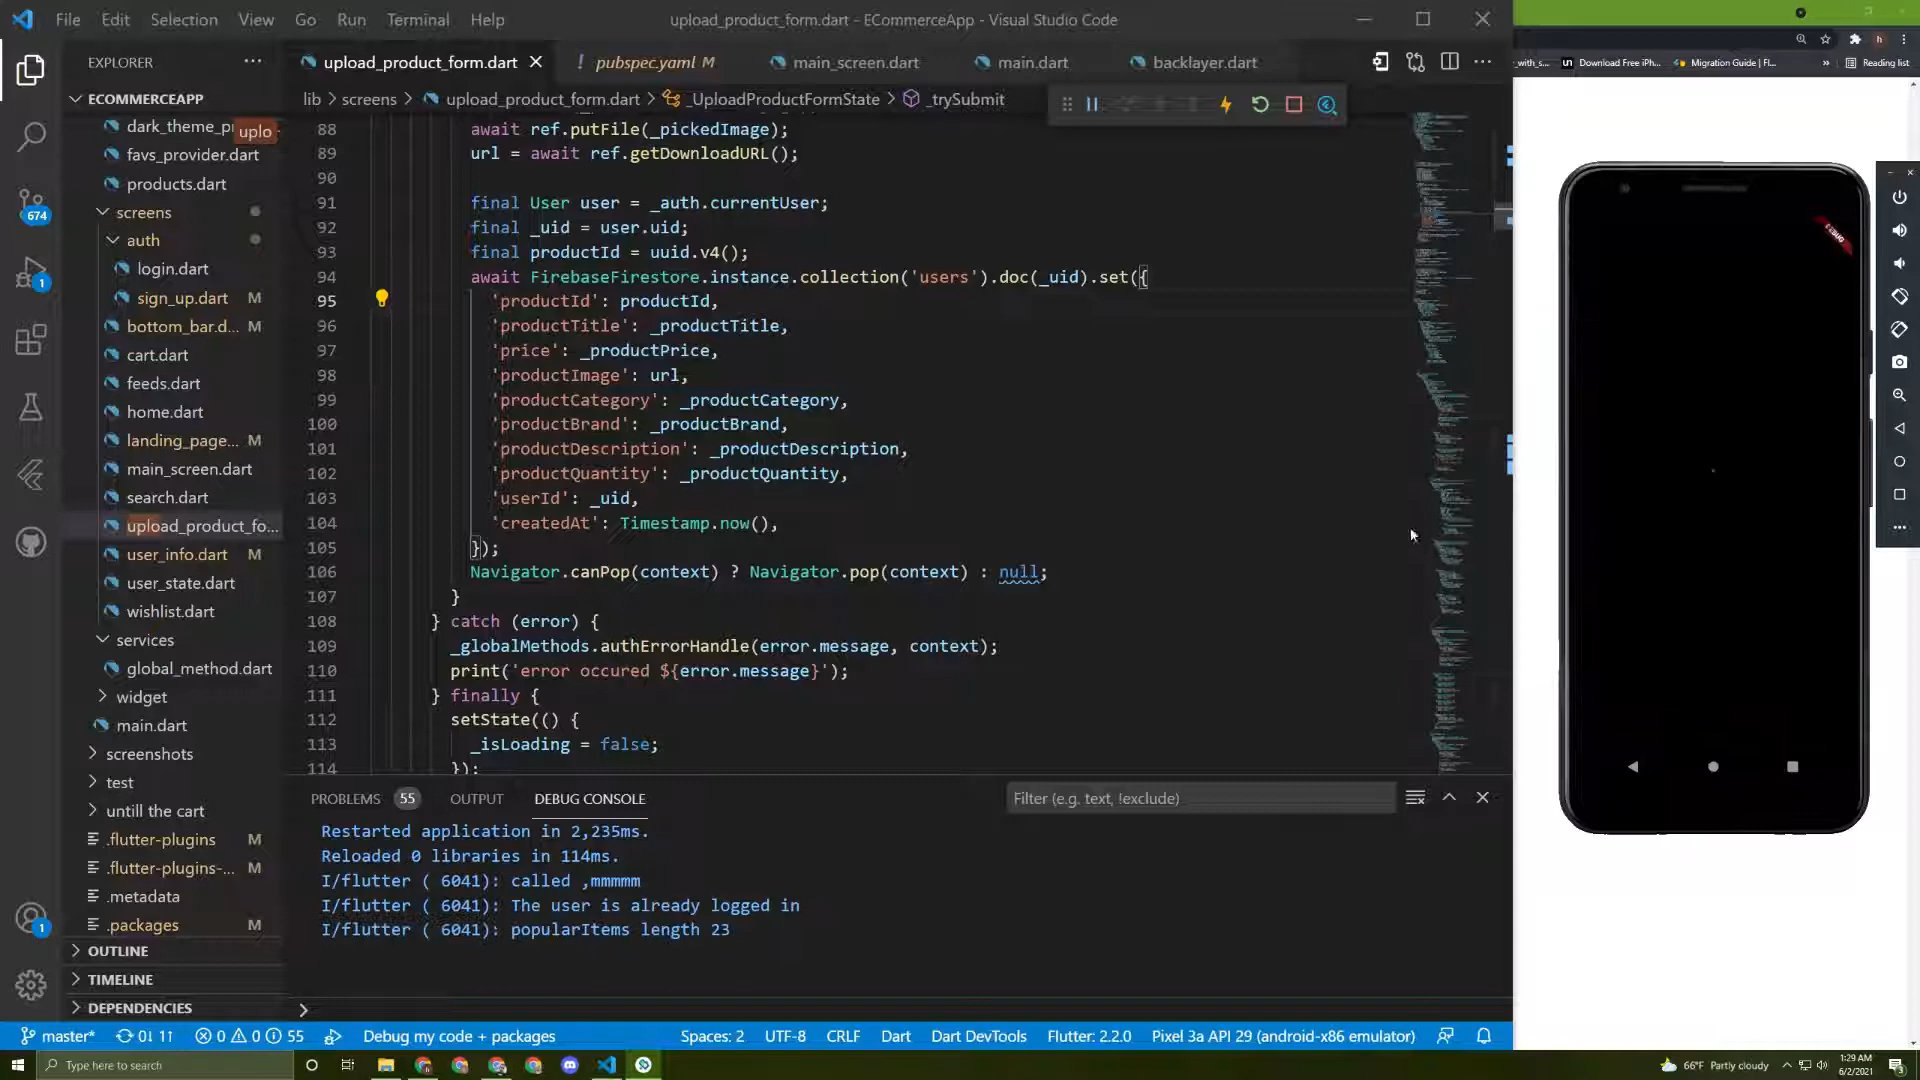 File Edit Selection View Go Run Terminal Help
upload_product_form.dart - ECommerceApp - Visual Studio Code
EXPLORER
upload_product_form.dart
pubspec.yaml M
main_screen.dart
main.dart
backlayer.dart
Download Free iPh...
Migration Guide | Fl...
Reading list
ECOMMERCEAPP
lib > screens > upload_product_form.dart > _UploadProductFormState > _trySubmit
dark_theme_pr
uplo
favs_provider.dart
products.dart
screens
auth
login.dart
sign_up.dart M
bottom_bar.d... M
cart.dart
feeds.dart
home.dart
landing_page... M
main_screen.dart
search.dart
upload_product_fo...
user_info.dart M
user_state.dart
wishlist.dart
services
global_method.dart
widget
main.dart
screenshots
test
untill the cart
.flutter-plugins M
.flutter-plugins-... M
.metadata
.packages M
OUTLINE
TIMELINE
DEPENDENCIES
674
1
1
88 await ref.putFile(_pickedImage);
89 url = await ref.getDownloadURL();
90
91 final User user = _auth.currentUser;
92 final _uid = user.uid;
93 final productId = uuid.v4();
94 await FirebaseFirestore.instance.collection('users').doc(_uid).set({
95 'productId': productId,
96 'productTitle': _productTitle,
97 'price': _productPrice,
98 'productImage': url,
99 'productCategory': _productCategory,
100 'productBrand': _productBrand,
101 'productDescription': _productDescription,
102 'productQuantity': _productQuantity,
103 'userId': _uid,
104 'createdAt': Timestamp.now(),
105 });
106 Navigator.canPop(context) ? Navigator.pop(context) : null;
107 }
108 } catch (error) {
109 _globalMethods.authErrorHandle(error.message, context);
110 print('error occured ${error.message}');
111 } finally {
112 setState(() {
113 _isLoading = false;
114 });
PROBLEMS 55 OUTPUT DEBUG CONSOLE
Filter (e.g. text, !exclude)
Restarted application in 2,235ms.
Reloaded 0 libraries in 114ms.
I/flutter ( 6041): called ,mmmmm
I/flutter ( 6041): The user is already logged in
I/flutter ( 6041): popularItems length 23
master* 0↓ 1↑ 0 0 55 Debug my code + packages
Spaces: 2 UTF-8 CRLF Dart Dart DevTools Flutter: 2.2.0 Pixel 3a API 29 (android-x86 emulator)
Type here to search
66°F Partly cloudy
1:29 AM
6/2/2021